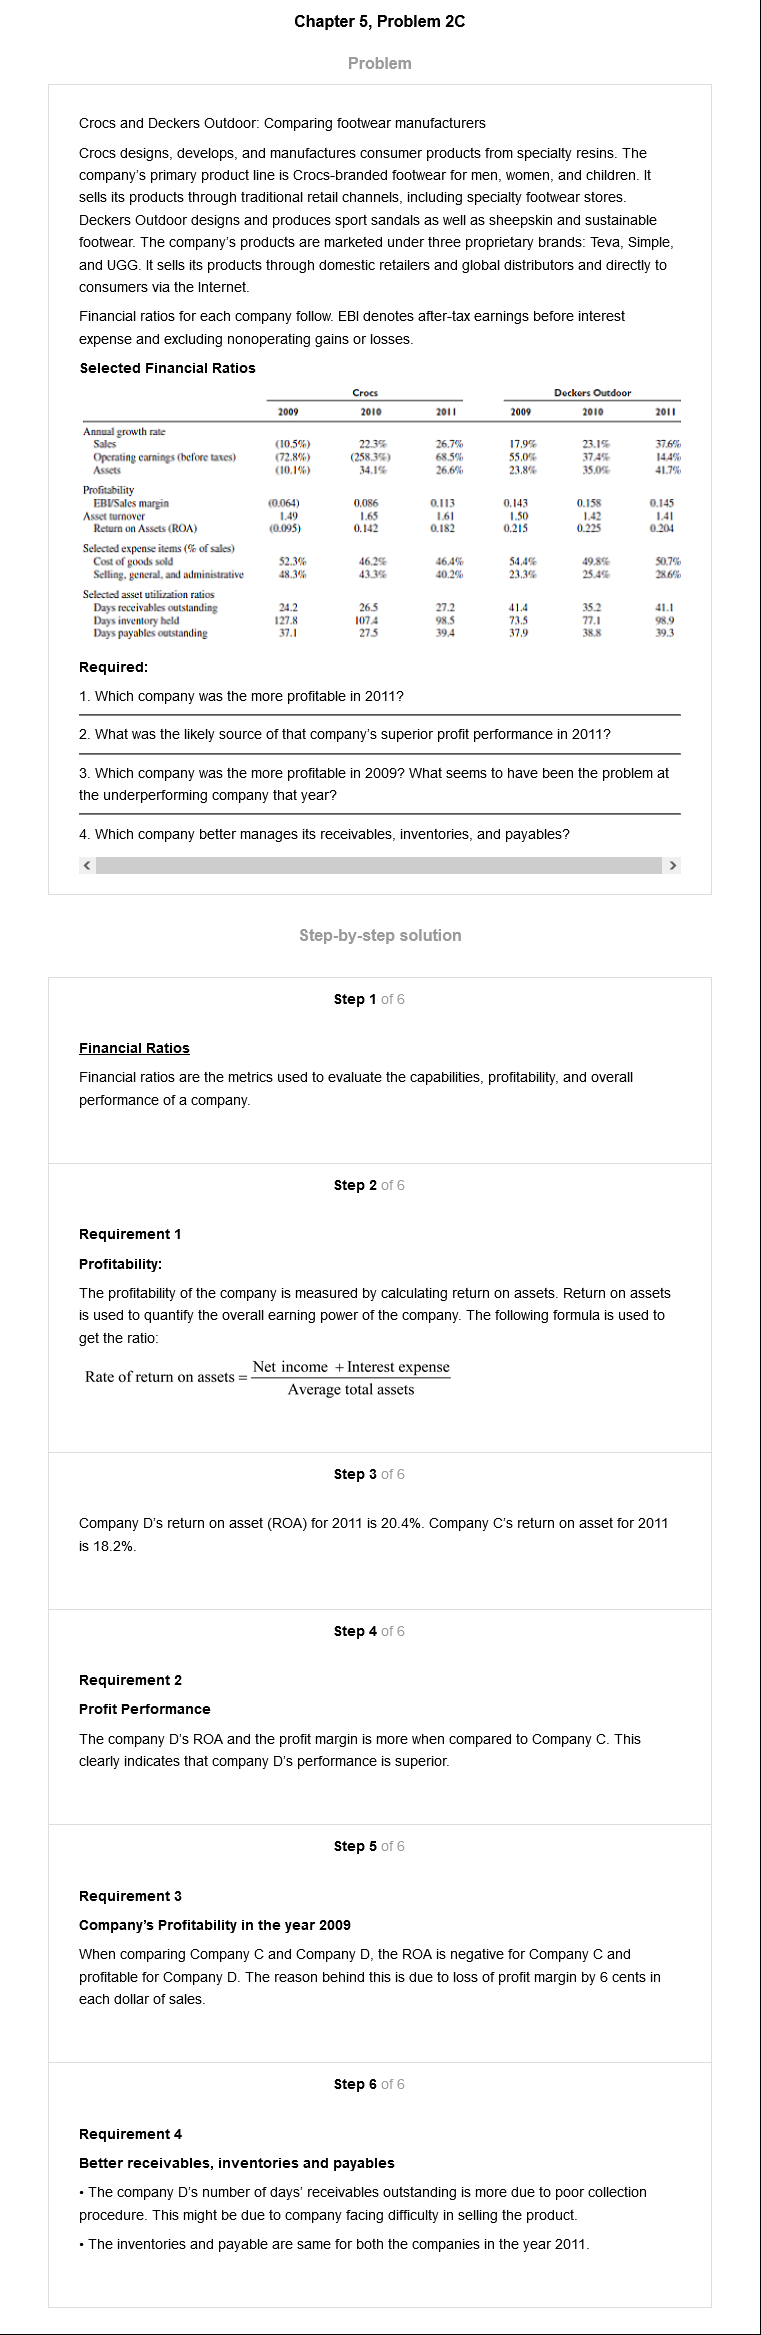 Chapter 5, Problem 2C
Problem
Crocs and Deckers Outdoor: Comparing footwear manufacturers
Crocs designs, develops, and manufactures consumer products from specialty resins. The
company's primary product line is Crocs-branded footwear for men, women, and children. It
sells its products through traditional retail channels, including specialty footwear stores.
Deckers Outdoor designs and produces sport sandals as well as sheepskin and sustainable
footwear. The company's products are marketed under three proprietary brands: Teva, Simple,
and UGG. It sells its products through domestic retailers and global distributors and directly to
consumers via the Internet.
Financial ratios for each company follow. EBI denotes after-tax earnings before interest
expense and excluding nonoperating gains or losses.
Selected Financial Ratios
Crocs Deckers Outdoor
2009 2010 2011 2009 2010 2011
Annual growth rate
Sales (10.5%) 22.3% 26.7% 17.9% 23.1% 37.6%
Operating earnings (before taxes) (72.8%) (258.3%) 68.5% 55.0% 37.4% 14.4%
Assets (10.1%) 34.1% 26.6% 23.8% 35.0% 41.7%
Profitability
EBI/Sales margin (0.064) 0.086 0.113 0.143 0.158 0.145
Asset turnover 1.49 1.65 1.61 1.50 1.42 1.41
Return on Assets (ROA) (0.095) 0.142 0.182 0.215 0.225 0.204
Selected expense items (% of sales)
Cost of goods sold 52.3% 46.2% 46.4% 54.4% 49.8% 50.7%
Selling, general, and administrative 48.3% 43.3% 40.2% 23.3% 25.4% 28.6%
Selected asset utilization ratios
Days receivables outstanding 24.2 26.5 27.2 41.4 35.2 41.1
Days inventory held 127.8 107.4 98.5 73.5 77.1 98.9
Days payables outstanding 37.1 27.5 39.4 37.9 38.8 39.3
Required:
1. Which company was the more profitable in 2011?
2. What was the likely source of that company's superior profit performance in 2011?
3. Which company was the more profitable in 2009? What seems to have been the problem at
the underperforming company that year?
4. Which company better manages its receivables, inventories, and payables?
Step-by-step solution
Step 1 of 6
Financial Ratios
Financial ratios are the metrics used to evaluate the capabilities, profitability, and overall
performance of a company.
Step 2 of 6
Requirement 1
Profitability:
The profitability of the company is measured by calculating return on assets. Return on assets
is used to quantify the overall earning power of the company. The following formula is used to
get the ratio:
Rate of return on assets = Net income + Interest expense
Average total assets
Step 3 of 6
Company D's return on asset (ROA) for 2011 is 20.4%. Company C's return on asset for 2011
is 18.2%.
Step 4 of 6
Requirement 2
Profit Performance
The company D's ROA and the profit margin is more when compared to Company C. This
clearly indicates that company D's performance is superior.
Step 5 of 6
Requirement 3
Company's Profitability in the year 2009
When comparing Company C and Company D, the ROA is negative for Company C and
profitable for Company D. The reason behind this is due to loss of profit margin by 6 cents in
each dollar of sales.
Step 6 of 6
Requirement 4
Better receivables, inventories and payables
• The company D's number of days' receivables outstanding is more due to poor collection
procedure. This might be due to company facing difficulty in selling the product.
• The inventories and payable are same for both the companies in the year 2011.